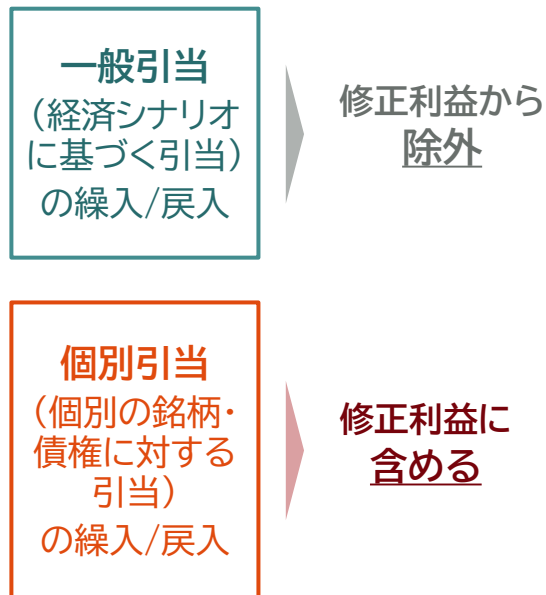 一般引当
（経済シナリオ
に基づく引当）
の繰入/戻入
修正利益から
除外
個別引当
（個別の銘柄・
債権に対する
引当）
の繰入/戻入
修正利益に
含める